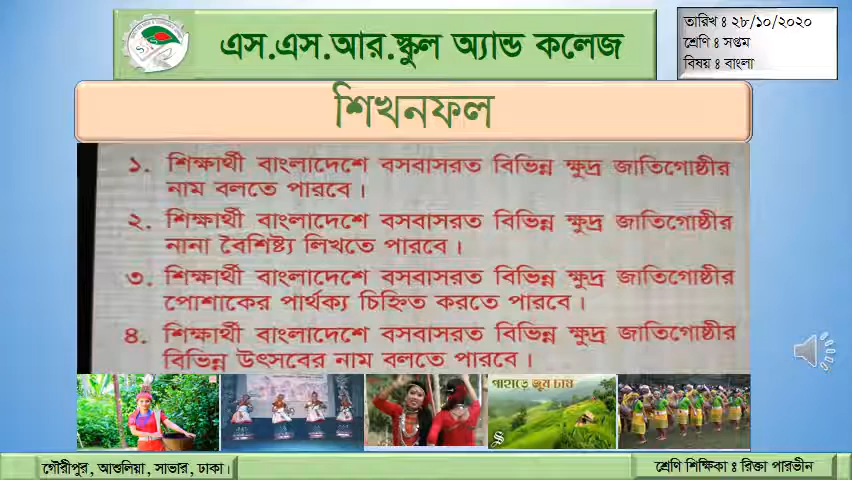 এস.এস.আর.স্কুল অ্যান্ড কলেজ
তারিখ ঃ ২৮/১০/২০২০
শ্রেণি ঃ সপ্তম
বিষয় ঃ বাংলা
শিখনফল
১. শিক্ষার্থী বাংলাদেশে বসবাসরত বিভিন্ন ক্ষুদ্র জাতিগোষ্ঠীর
নাম বলতে পারবে।
২. শিক্ষার্থী বাংলাদেশে বসবাসরত বিভিন্ন ক্ষুদ্র জাতিগোষ্ঠীর
নানা বৈশিষ্ট্য লিখতে পারবে।
৩. শিক্ষার্থী বাংলাদেশে বসবাসরত বিভিন্ন ক্ষুদ্র জাতিগোষ্ঠীর
পোশাকের পার্থক্য চিহ্নিত করতে পারবে।
৪. শিক্ষার্থী বাংলাদেশে বসবাসরত বিভিন্ন ক্ষুদ্র জাতিগোষ্ঠীর
বিভিন্ন উৎসবের নাম বলতে পারবে।
পাহাড়ে জুম চাষ
গৌরীপুর, আশুলিয়া, সাভার, ঢাকা।
শ্রেণি শিক্ষিকা ঃ রিক্তা পারভীন